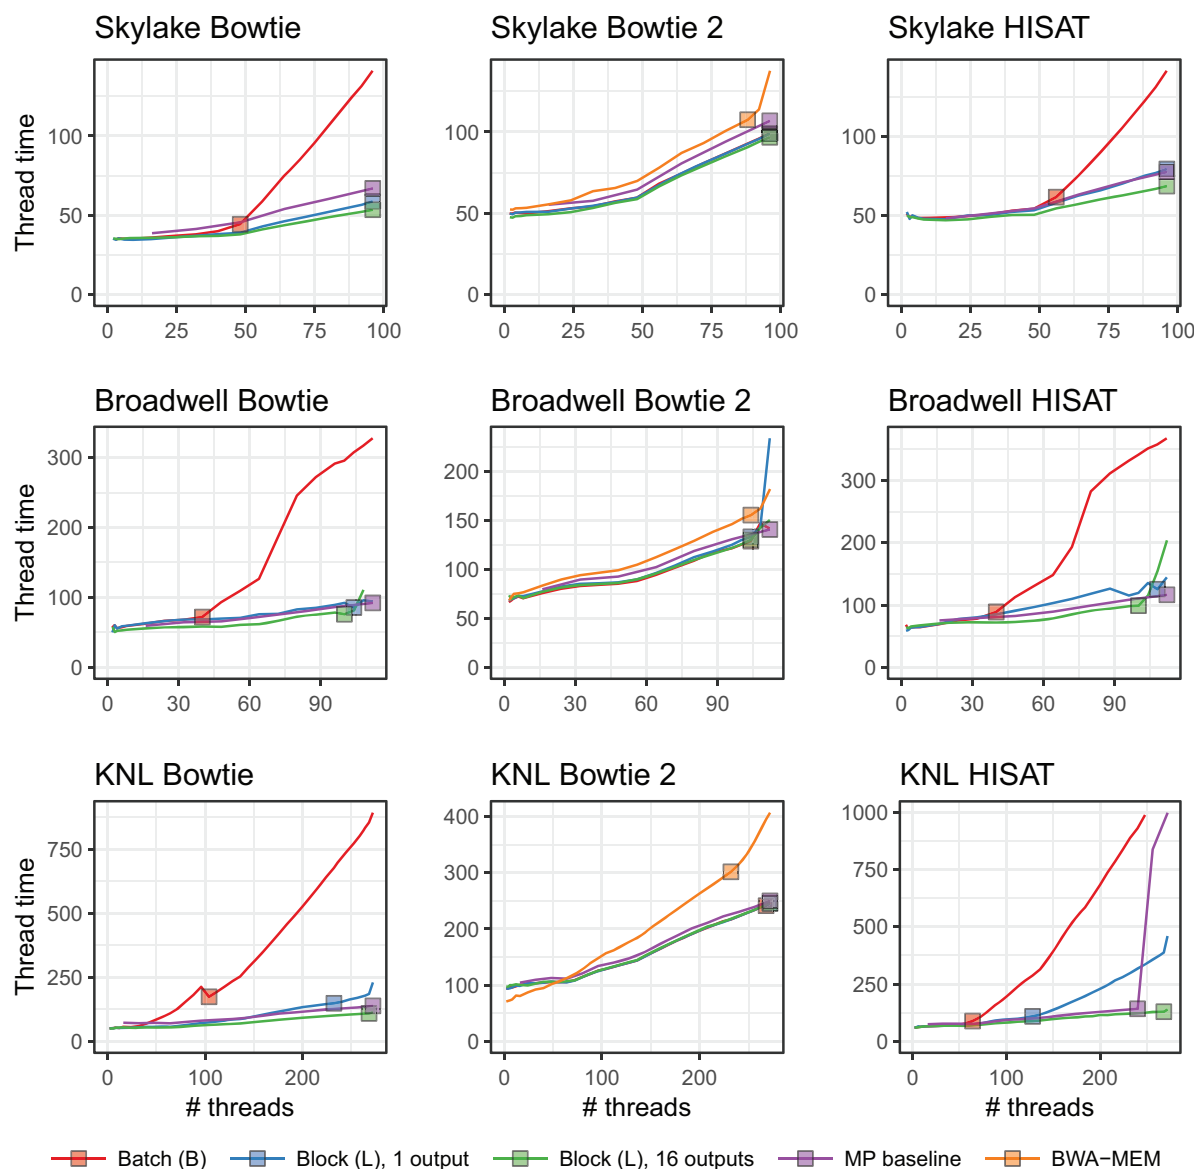 Skylake Bowtie
Skylake Bowtie 2
Skylake HISAT
Thread time
100
50
0
0 25 50 75 100
100
50
0
0 25 50 75 100
100
50
0
0 25 50 75 100
Broadwell Bowtie
Broadwell Bowtie 2
Broadwell HISAT
Thread time
300
200
100
0
0 30 60 90
200
150
100
50
0
0 30 60 90
300
200
100
0
0 30 60 90
KNL Bowtie
KNL Bowtie 2
KNL HISAT
Thread time
750
500
250
0
0 100 200
# threads
400
300
200
100
0
0 100 200
# threads
1000
750
500
250
0
0 100 200
# threads
Batch (B) Block (L), 1 output Block (L), 16 outputs MP baseline BWA−MEM